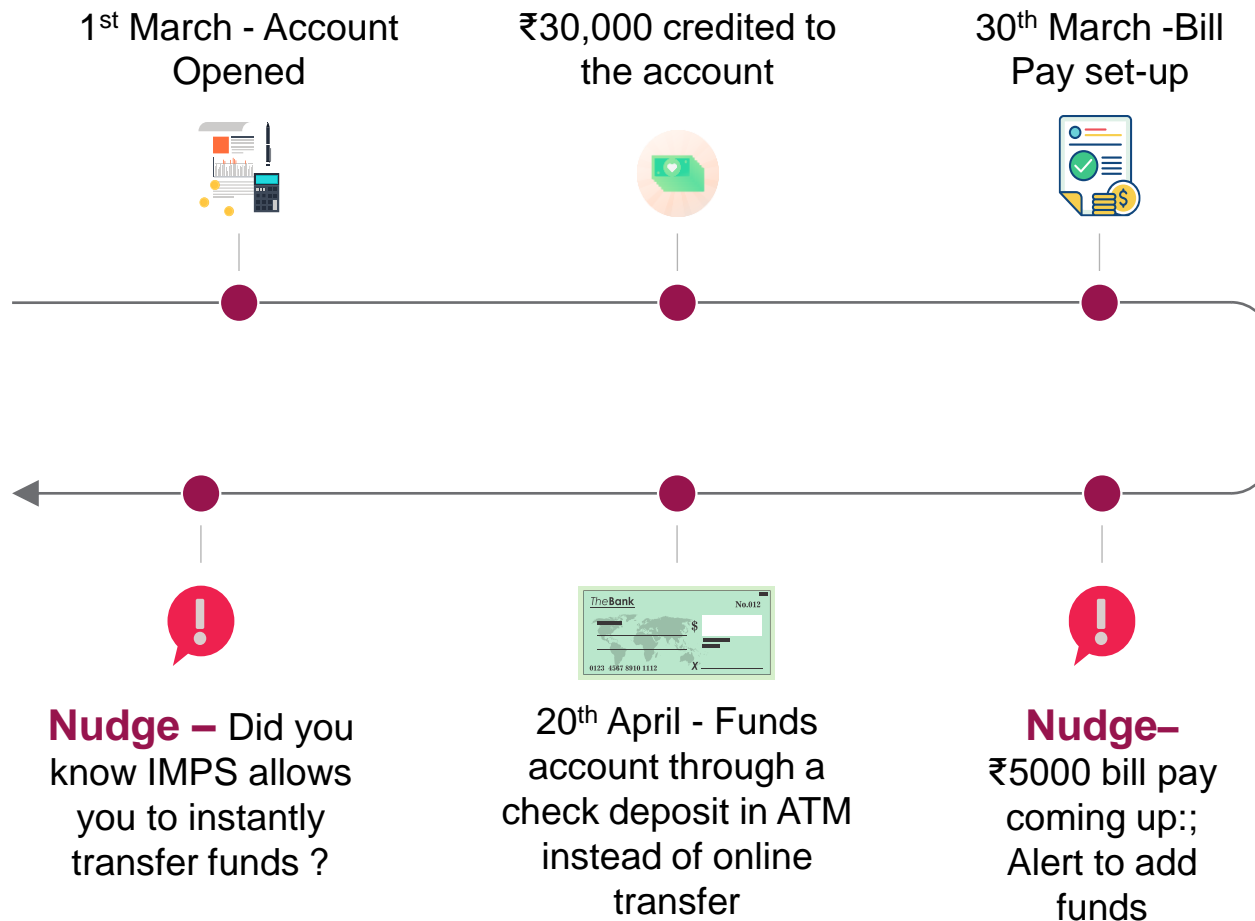 1st March - Account
Opened
₹30,000 credited to
the account
30th March -Bill
Pay set-up
$
Nudge–
₹5000 bill pay
coming up:;
Alert to add
funds
TheBank
No.012
$
0123 4567 8910 1112
X
20th April - Funds
account through a
check deposit in ATM
instead of online
transfer
Nudge – Did you
know IMPS allows
you to instantly
transfer funds ?